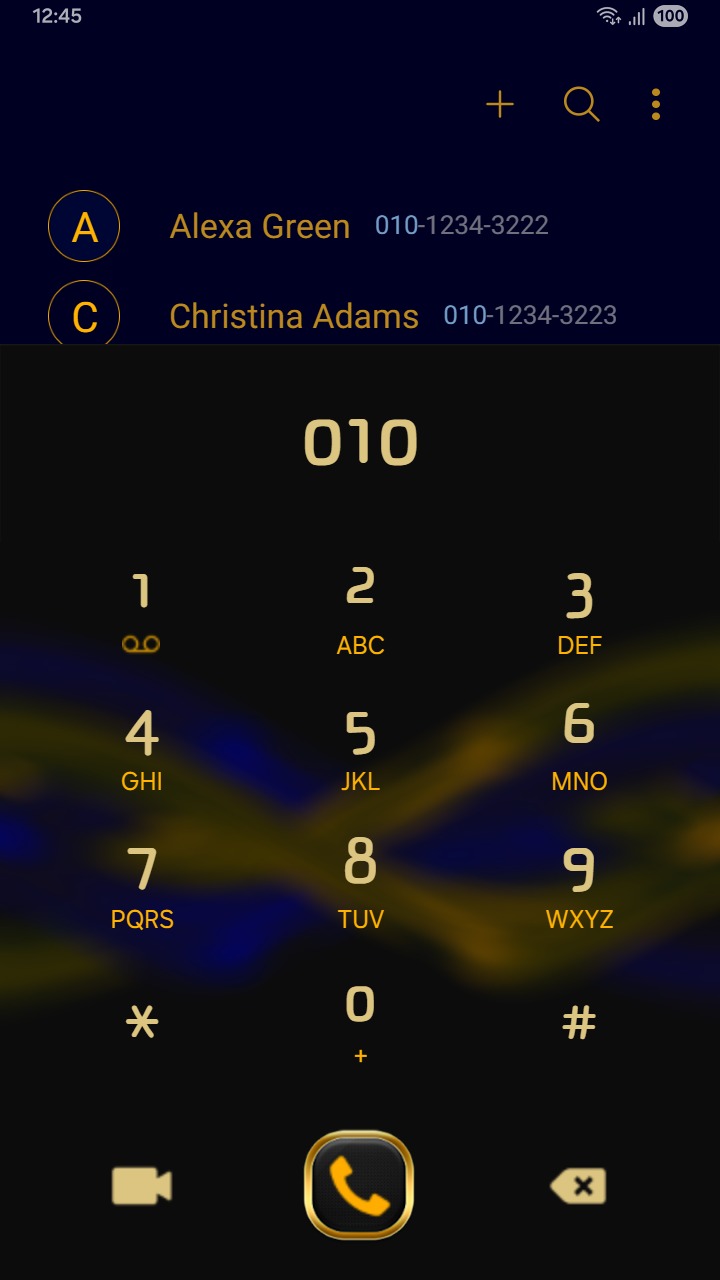 12:45 100
A Alexa Green 010-1234-3222
C Christina Adams 010-1234-3223
010
1 2 3
ABC DEF
4 5 6
GHI JKL MNO
7 8 9
PQRS TUV WXYZ
* 0 #
+